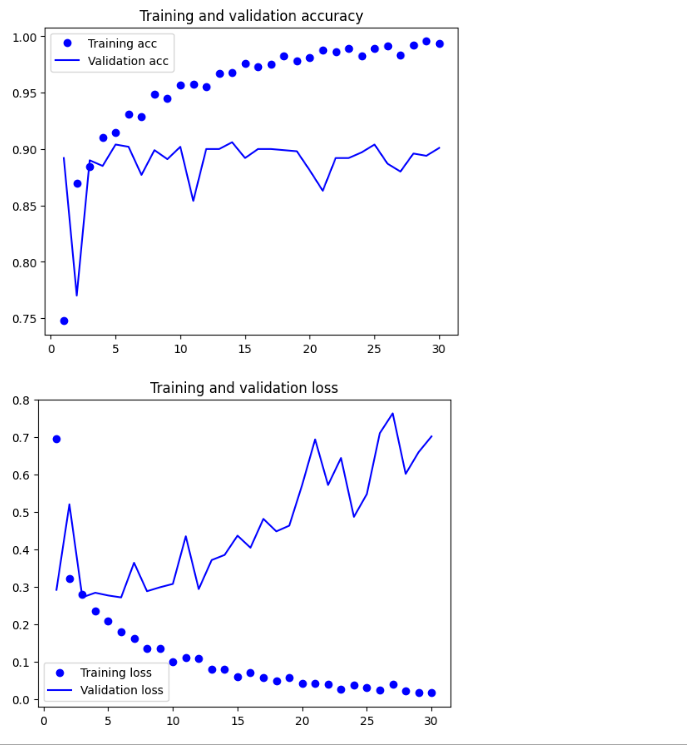 Training and validation accuracy
1.00
0.95
0.90
0.85
0.80
0.75
Training acc
Validation acc
0 5 10 15 20 25 30
Training and validation loss
0.8
0.7
0.6
0.5
0.4
0.3
0.2
0.1
0.0
Training loss
Validation loss
0 5 10 15 20 25 30